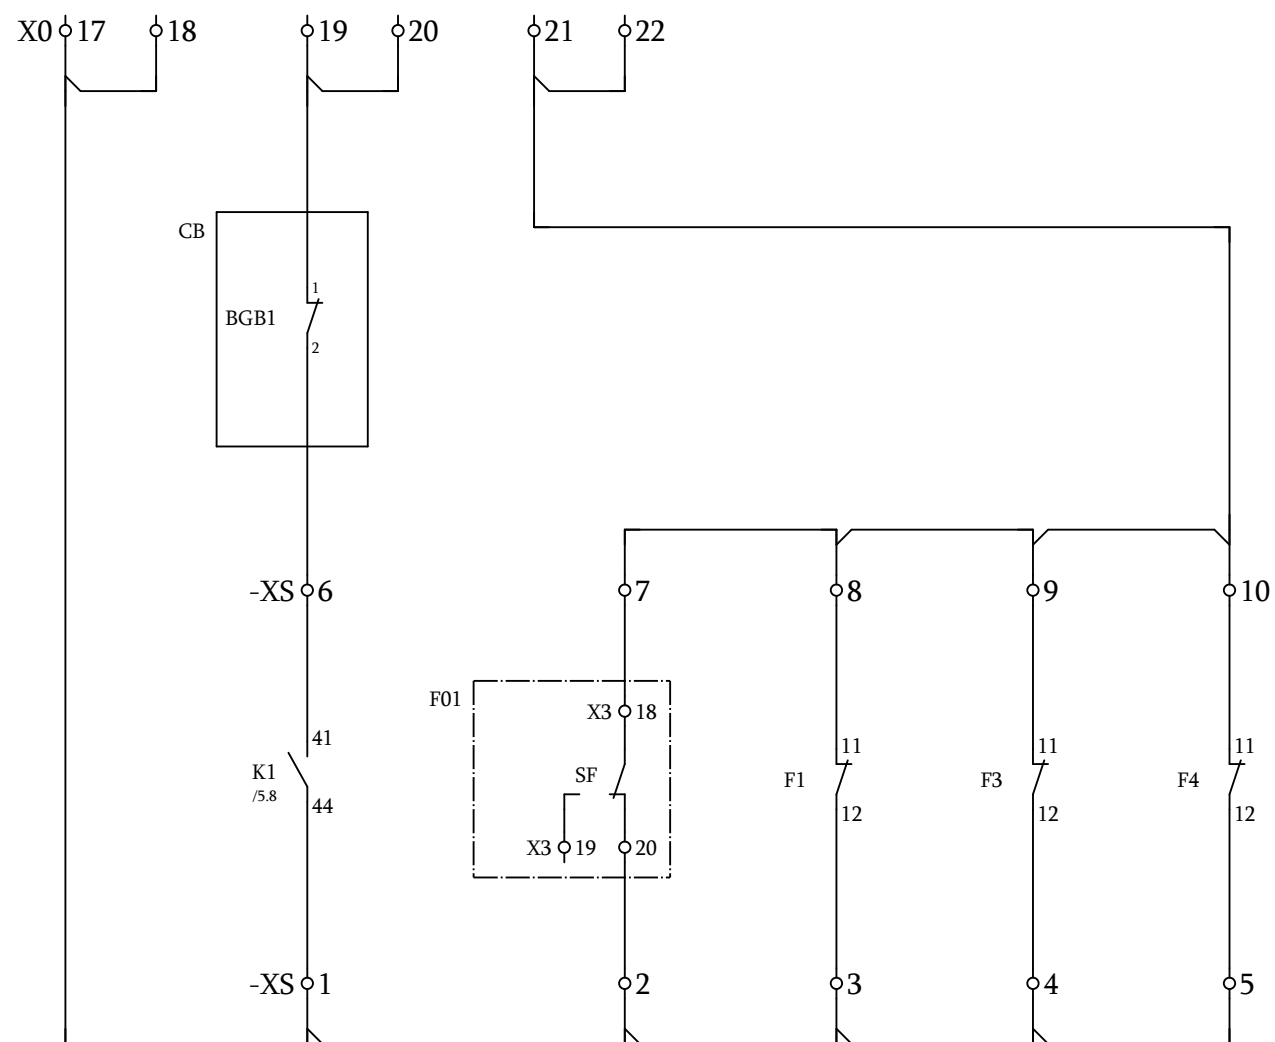 X0 17 18 19 20 21 22
CB
1
BGB1
2
-XS 6 7 8 9 10
F01
X3 18
41 11 11 11
K1 SF F1 F3 F4
/5.8
44 12 12 12
X3 19 20
-XS 1 2 3 4 5